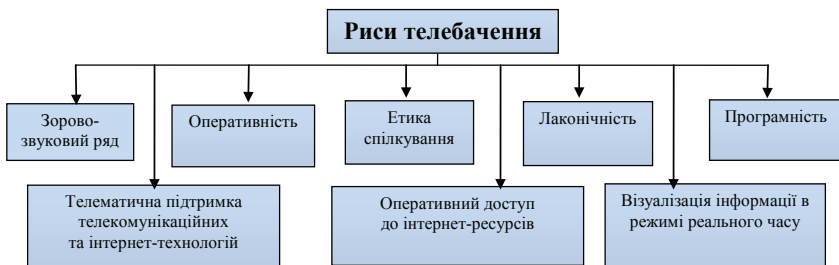 Риси телебачення
Зорово-
звуковий ряд
Оперативність
Етика
спілкування
Лаконічність
Програмність
Телематична підтримка
телекомунікаційних
та інтернет-технологій
Оперативний доступ
до інтернет-ресурсів
Візуалізація інформації в
режимі реального часу